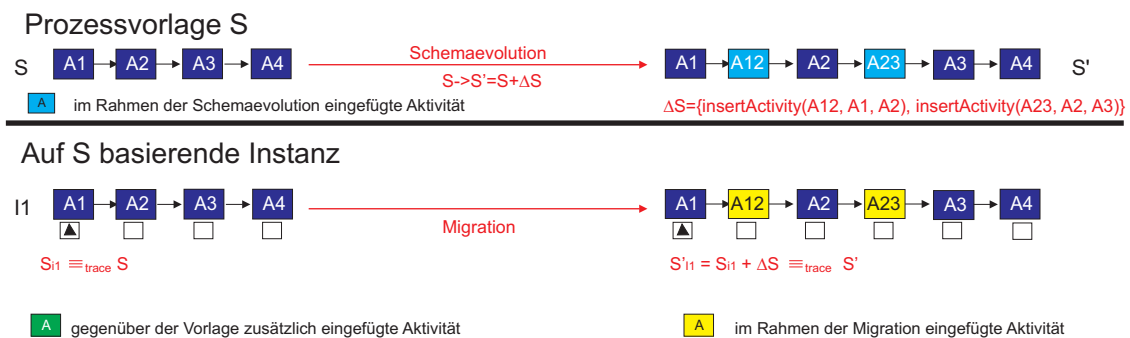 Prozessvorlage S
S A1 A2 A3 A4 Schemaevolution A1 A12 A2 A23 A3 A4 S'
S->S'=S+ΔS
A im Rahmen der Schemaevolution eingefügte Aktivität
ΔS={insertActivity(A12, A1, A2), insertActivity(A23, A2, A3)}
Auf S basierende Instanz
I1 A1 A2 A3 A4 Migration A1 A12 A2 A23 A3 A4
Si1 ≡trace S
S'I1 = Si1 + ΔS ≡trace S'
A gegenüber der Vorlage zusätzlich eingefügte Aktivität
A im Rahmen der Migration eingefügte Aktivität